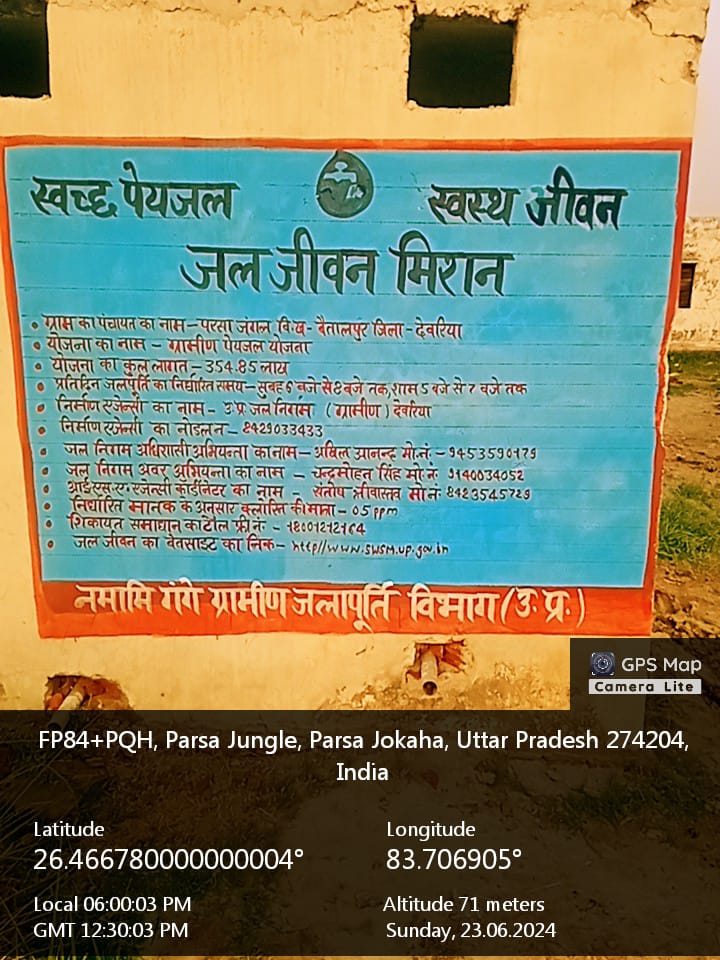 स्वच्छ पेयजल
स्वस्थ जीवन
जल जीवन मिशन
• ग्राम का पंचायत का नाम – परसा जंगल वि.ख.- बैतालपुर जिला - देवरिया
• योजना का नाम – ग्रामीण पेयजल योजना
• योजना का कुल लागत – 354.85 लाख
• प्रतिदिन जलपूर्ति का निर्धारित समय – सुबह 6 बजे से 8 बजे तक, शाम 5 बजे से 7 बजे तक
• निर्माण एजेन्सी का नाम – उ.प्र. जल निगम (ग्रामीण) देवरिया
• निर्माण एजेन्सी का नोडल न.– 8429033433
• जल निगम अधिशासी अभियन्ता का नाम – अखिल आनन्द मो.नं.- 9453590179
• जल निगम अवर अभियन्ता का नाम – चन्द्रमोहन सिंह मो.नं. 9140034052
• आई.एस.ए. एजेन्सी कॉर्डीनेटर का नाम संतोष श्रीवास्तव मो.नं. 8423545729
• निर्धारित मानक के अनुसार क्लोरिन की मात्रा – 05 ppm
• शिकायत समाधान का टोल फ्री नं. – 18001212164
• जल जीवन का वेबसाइट का लिंक – http//www.swsm.up.gov.in
नमामि गंगे ग्रामीण जलापूर्ति विभाग (उ. प्र.)
GPS Map
Camera Lite
FP84+PQH, Parsa Jungle, Parsa Jokaha, Uttar Pradesh 274204,
India
Latitude
26.466780000000004°
Longitude
83.706905°
Local 06:00:03 PM
GMT 12:30:03 PM
Altitude 71 meters
Sunday, 23.06.2024